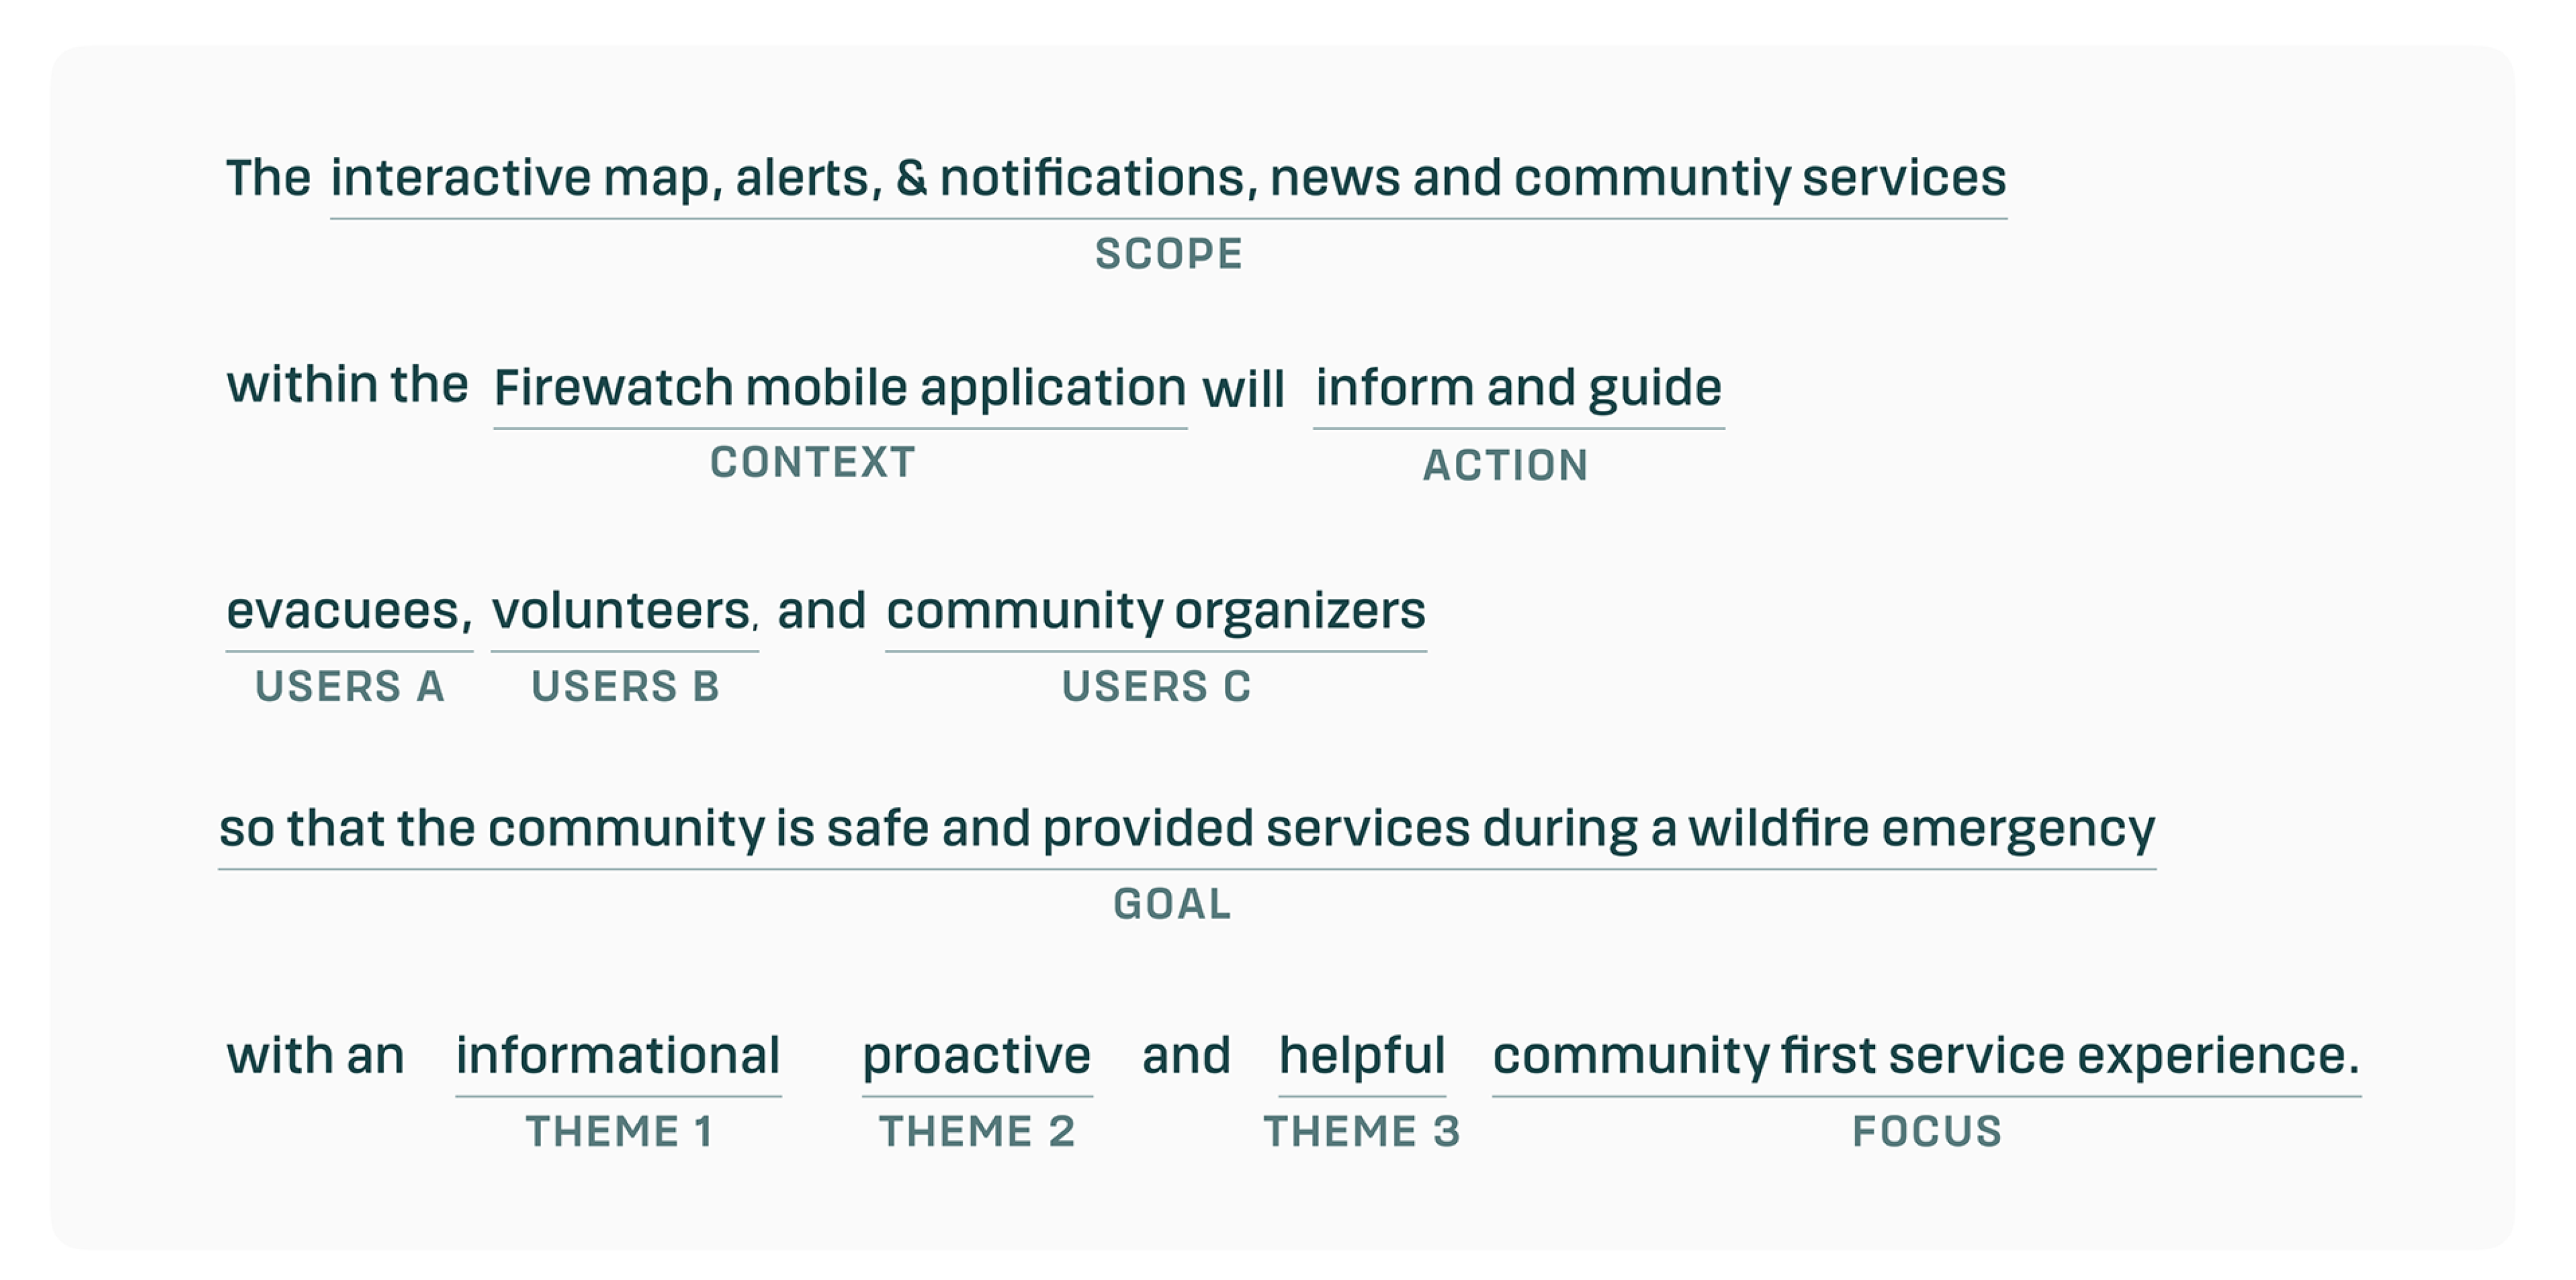 The interactive map, alerts, & notifications, news and communtiy services
SCOPE
within the Firewatch mobile application will inform and guide
CONTEXT ACTION
evacuees, volunteers, and community organizers
USERS A USERS B USERS C
so that the community is safe and provided services during a wildfire emergency
GOAL
with an informational proactive and helpful community first service experience.
THEME 1 THEME 2 THEME 3 FOCUS